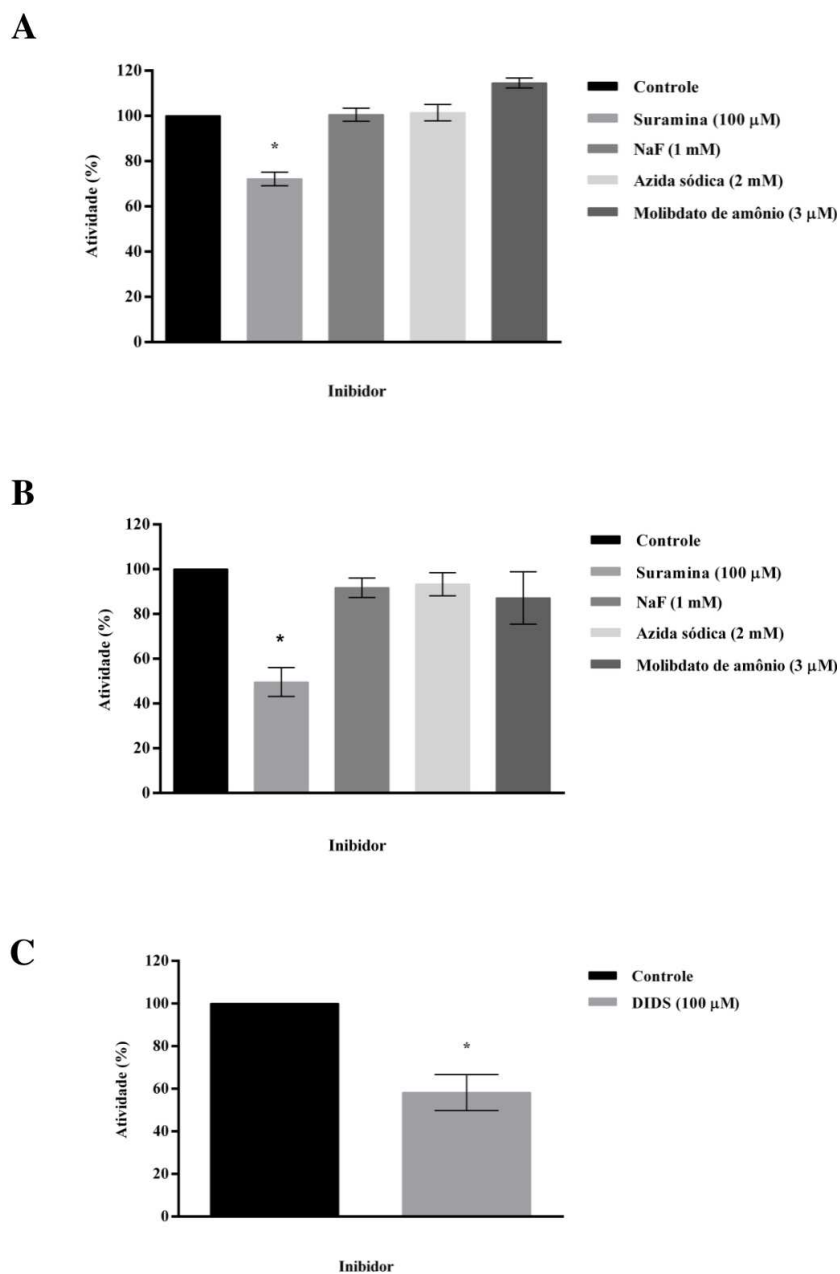 A
120
100
80
60
40
20
0
Atividade (%)
*
Inibidor
Controle
Suramina (100 μM)
NaF (1 mM)
Azida sódica (2 mM)
Molibdato de amônio (3 μM)
B
120
100
80
60
40
20
0
Atividade (%)
*
Inibidor
Controle
Suramina (100 μM)
NaF (1 mM)
Azida sódica (2 mM)
Molibdato de amônio (3 μM)
C
120
100
80
60
40
20
0
Atividade (%)
*
Inibidor
Controle
DIDS (100 μM)